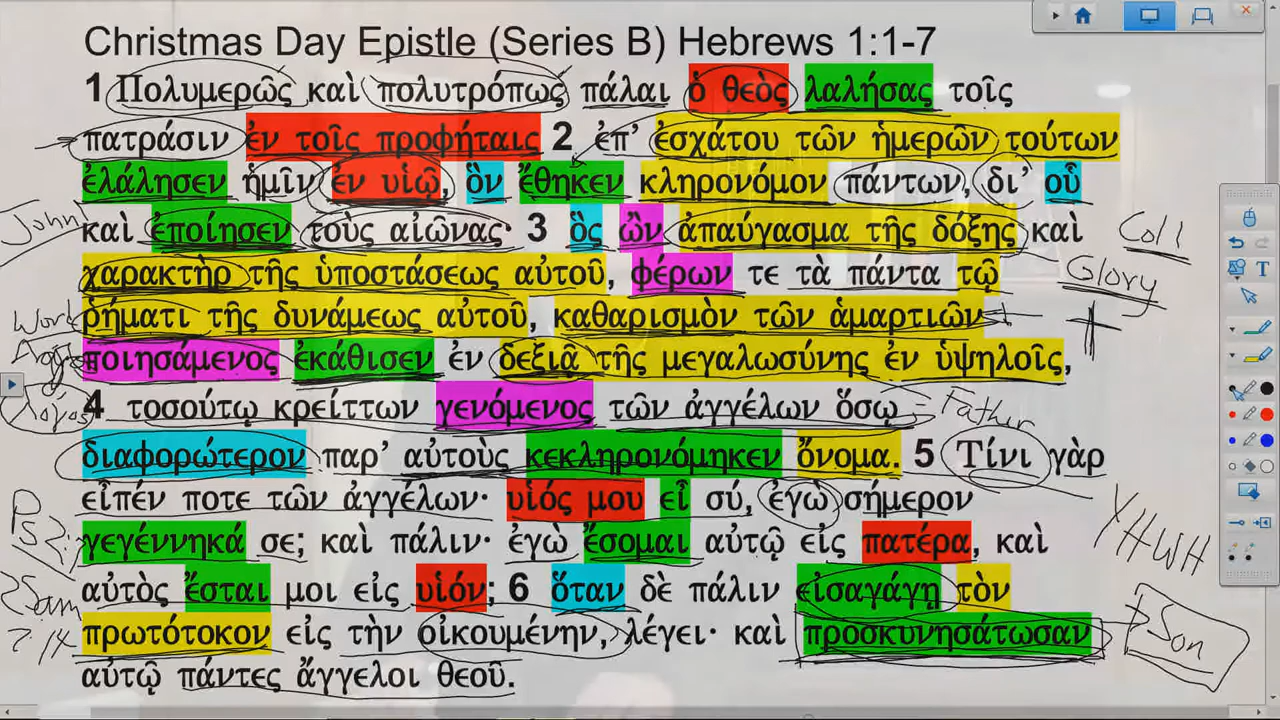 Christmas Day Epistle (Series B) Hebrews 1:1-7
1 Πολυμερῶς καὶ πολυτρόπως πάλαι ὁ θεὸς λαλήσας τοῖς
πατράσιν ἐν τοῖς προφήταις 2 ἐπ’ ἐσχάτου τῶν ἡμερῶν τούτων
ἐλάλησεν ἡμῖν ἐν υἱῷ, ὃν ἔθηκεν κληρονόμον πάντων, δι’ οὗ
John
καὶ ἐποίησεν τοὺς αἰῶνας· 3 ὃς ὢν ἀπαύγασμα τῆς δόξης καὶ
Col 1
χαρακτὴρ τῆς ὑποστάσεως αὐτοῦ, φέρων τε τὰ πάντα τῷ
Glory
Word
ῥήματι τῆς δυνάμεως αὐτοῦ, καθαρισμὸν τῶν ἁμαρτιῶν
ποιησάμενος ἐκάθισεν ἐν δεξιᾷ τῆς μεγαλωσύνης ἐν ὑψηλοῖς,
λόγος
4 τοσούτῳ κρείττων γενόμενος τῶν ἀγγέλων ὅσῳ
Father
διαφορώτερον παρ’ αὐτοὺς κεκληρονόμηκεν ὄνομα. 5 Τίνι γὰρ
εἶπέν ποτε τῶν ἀγγέλων· υἱός μου εἶ σύ, ἐγὼ σήμερον
Ps 2:7
YHWH
γεγέννηκά σε; καὶ πάλιν· ἐγὼ ἔσομαι αὐτῷ εἰς πατέρα, καὶ
αὐτὸς ἔσται μοι εἰς υἱόν; 6 ὅταν δὲ πάλιν εἰσαγάγῃ τὸν
2 Sam
7:14
πρωτότοκον εἰς τὴν οἰκουμένην, λέγει· καὶ προσκυνησάτωσαν
Son
αὐτῷ πάντες ἄγγελοι θεοῦ.